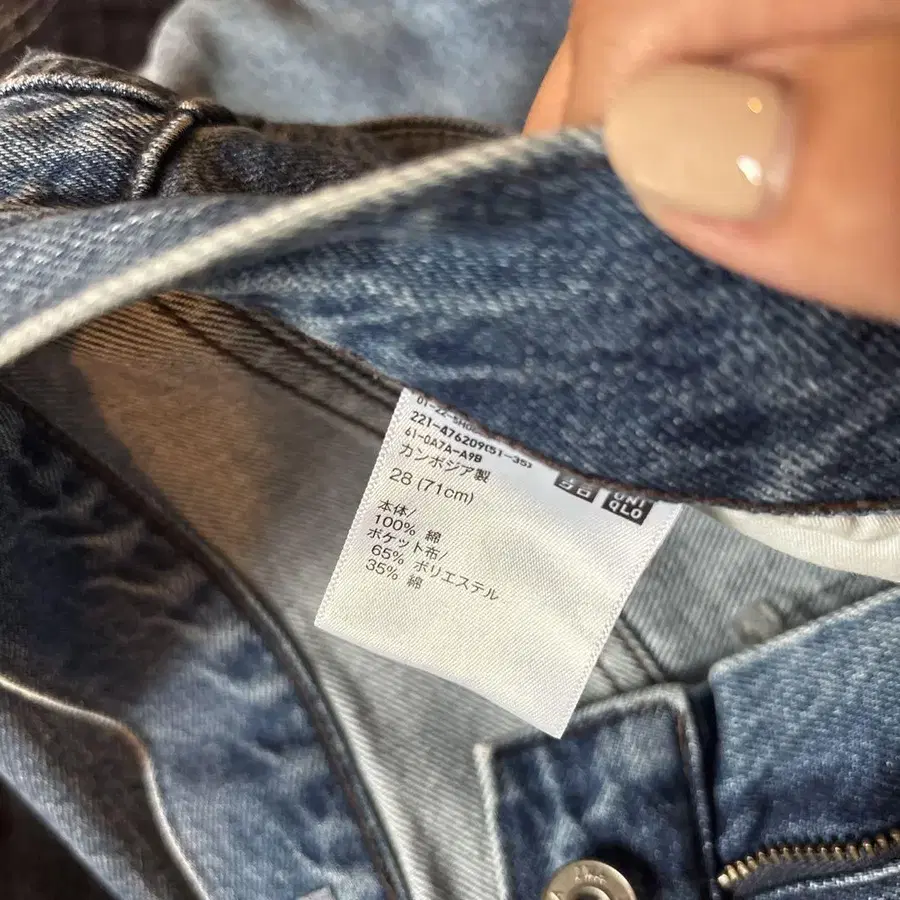 221-476209(51-35)
61-0A7A-A9B
カンボジア製
28 (71cm)
本体/
100% 綿
ポケット布/
65% ポリエステル
35% 綿
UNI
QLO